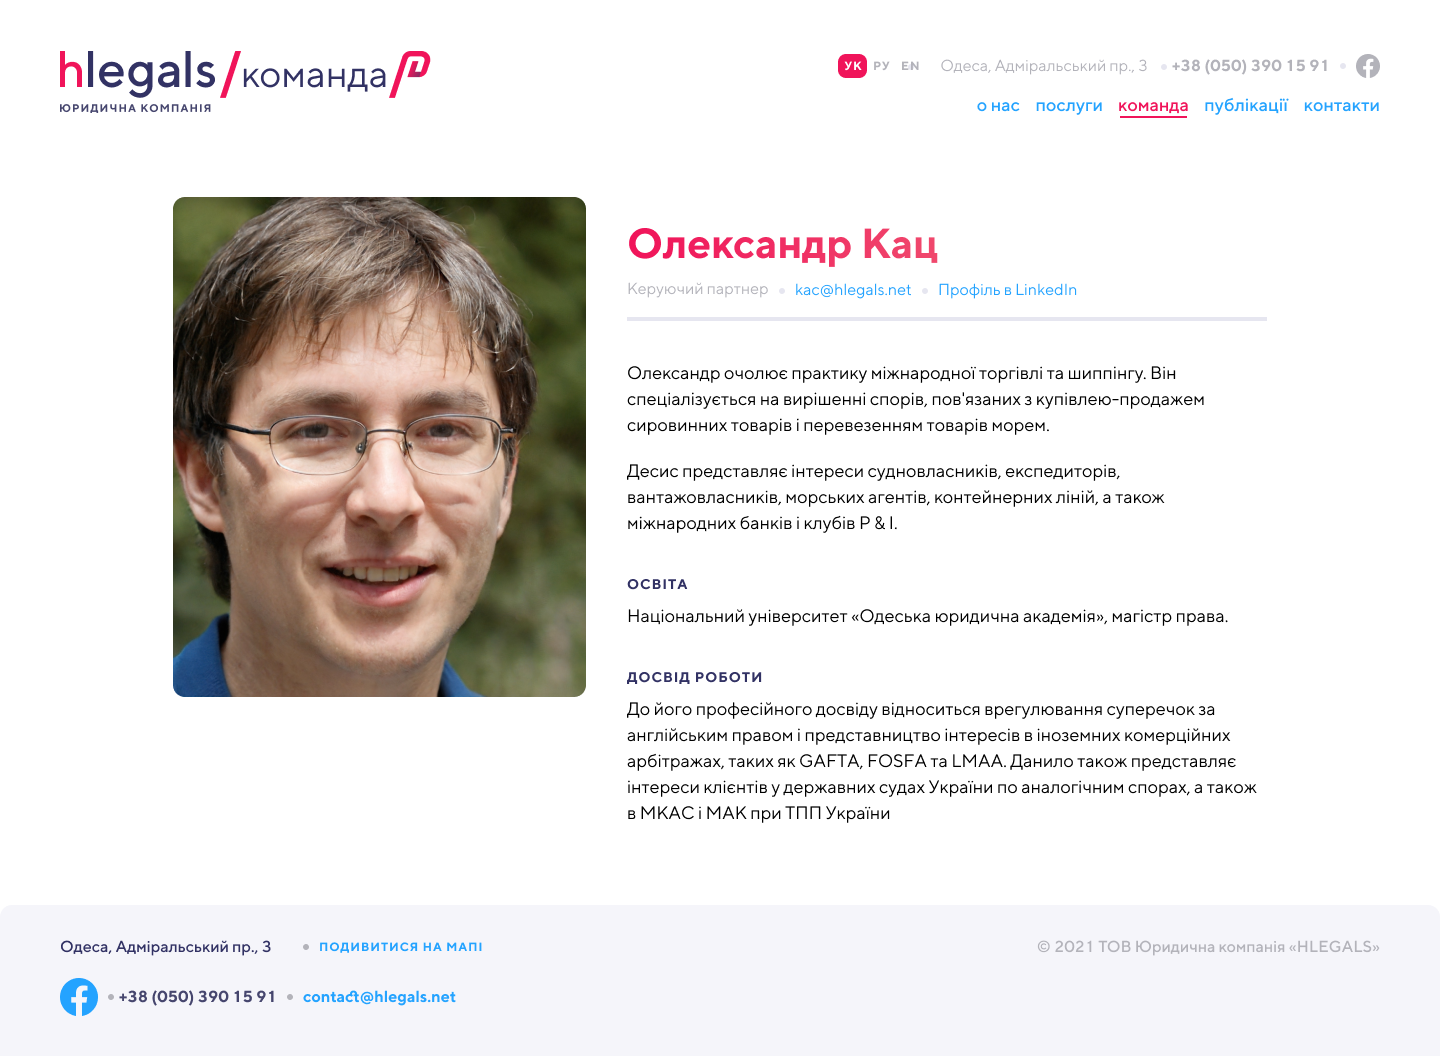 hlegals/команда
ЮРИДИЧНА КОМПАНІЯ
УК РУ EN Одеса, Адміральський пр., 3 +38 (050) 390 15 91
о нас послуги команда публікації контакти
Олександр Кац
Керуючий партнер kac@hlegals.net Профіль в LinkedIn
Олександр очолює практику міжнародної торгівлі та шиппінгу. Він
спеціалізується на вирішенні спорів, пов'язаних з купівлею-продажем
сировинних товарів і перевезенням товарів морем.
Десис представляє інтереси судновласників, експедиторів,
вантажовласників, морських агентів, контейнерних ліній, а також
міжнародних банків і клубів P & I.
ОСВІТА
Національний університет «Одеська юридична академія», магістр права.
ДОСВІД РОБОТИ
До його професійного досвіду відноситься врегулювання суперечок за
англійським правом і представництво інтересів в іноземних комерційних
арбітражах, таких як GAFTA, FOSFA та LMAA. Данило також представляє
інтереси клієнтів у державних судах України по аналогічним спорах, а також
в МКАС і МАК при ТПП України
Одеса, Адміральський пр., 3 ПОДИВИТИСЯ НА МАПІ
© 2021 ТОВ Юридична компанія «HLEGALS»
+38 (050) 390 15 91 contact@hlegals.net